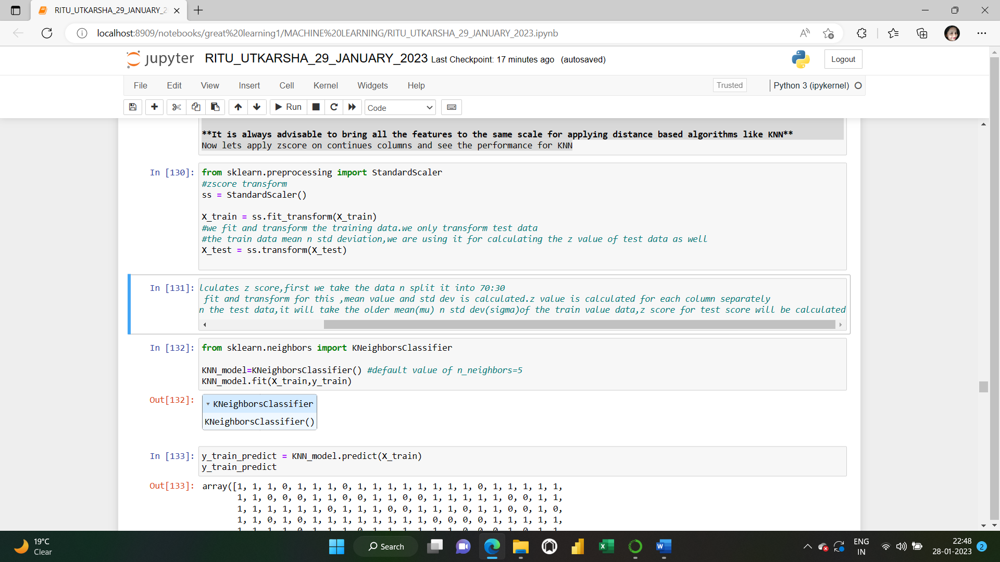 RITU_UTKARSHA_29_JANUARY_2
localhost:8909/notebooks/great%20learning1/MACHINE%20LEARNING/RITU_UTKARSHA_29_JANUARY_2023.ipynb
jupyter RITU_UTKARSHA_29_JANUARY_2023 Last Checkpoint: 17 minutes ago (autosaved)
Logout
File Edit View Insert Cell Kernel Widgets Help
Trusted
Python 3 (ipykernel)
Run
Code
**It is always advisable to bring all the features to the same scale for applying distance based algorithms like KNN**
Now lets apply zscore on continues columns and see the performance for KNN
In [130]: from sklearn.preprocessing import StandardScaler
#zscore transform
ss = StandardScaler()
X_train = ss.fit_transform(X_train)
#we fit and transform the training data.we only transform test data
#the train data mean n std deviation,we are using it for calculating the z value of test data as well
X_test = ss.transform(X_test)
In [131]: lculates z score,first we take the data n split it into 70:30
fit and transform for this ,mean value and std dev is calculated.z value is calculated for each column separately
n the test data,it will take the older mean(mu) n std dev(sigma)of the train value data,z score for test score will be calculated
In [132]: from sklearn.neighbors import KNeighborsClassifier
KNN_model=KNeighborsClassifier() #default value of n_neighbors=5
KNN_model.fit(X_train,y_train)
Out[132]: KNeighborsClassifier
KNeighborsClassifier()
In [133]: y_train_predict = KNN_model.predict(X_train)
y_train_predict
Out[133]: array([1, 1, 1, 0, 1, 1, 1, 0, 1, 1, 1, 1, 1, 1, 1, 1, 0, 1, 1, 1, 1, 1,
1, 1, 0, 0, 0, 1, 1, 0, 0, 1, 1, 0, 0, 1, 1, 1, 1, 1, 0, 0, 1, 1,
1, 1, 1, 1, 1, 1, 0, 1, 1, 1, 0, 0, 1, 1, 1, 0, 1, 1, 0, 0, 1, 0,
1, 1, 0, 1, 0, 1, 1, 1, 1, 1, 1, 1, 1, 0, 0, 0, 0, 1, 1, 1, 1, 1,
19°C
Clear
Search
ENG
IN
22:48
28-01-2023
2